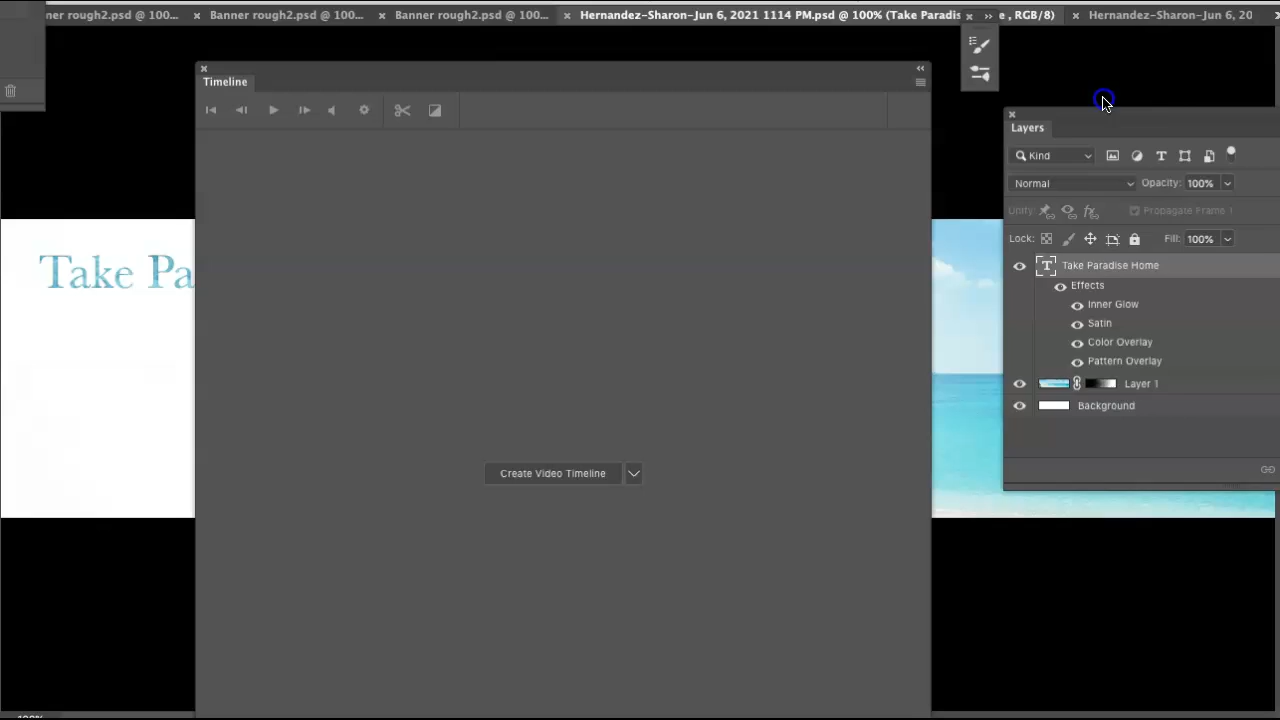 nner rough2.psd @ 100... Banner rough2.psd @ 100... Banner rough2.psd @ 100... Hernandez-Sharon-Jun 6, 2021 1114 PM.psd @ 100% (Take Paradis e , RGB/8) Hernandez-Sharon-Jun 6, 20
Timeline
Create Video Timeline
Take Pa
Layers
Kind
Normal Opacity: 100%
Unify: Propagate Frame 1
Lock: Fill: 100%
T Take Paradise Home
Effects
Inner Glow
Satin
Color Overlay
Pattern Overlay
Layer 1
Background
100%